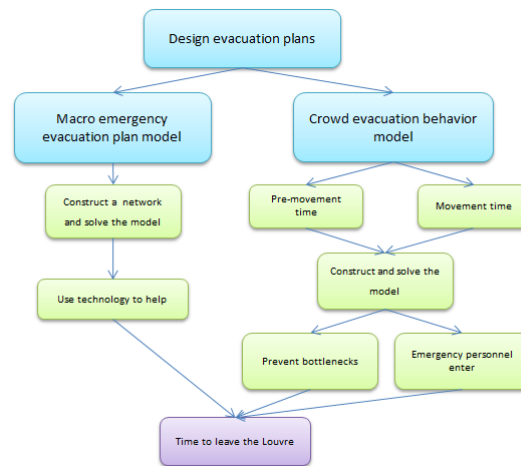 Design evacuation plans
Macro emergency
evacuation plan model
Crowd evacuation behavior
model
Construct a network
and solve the model
Pre-movement
time
Movement time
Construct and solve the
model
Use technology to help
Prevent bottlenecks
Emergency personnel
enter
Time to leave the Louvre